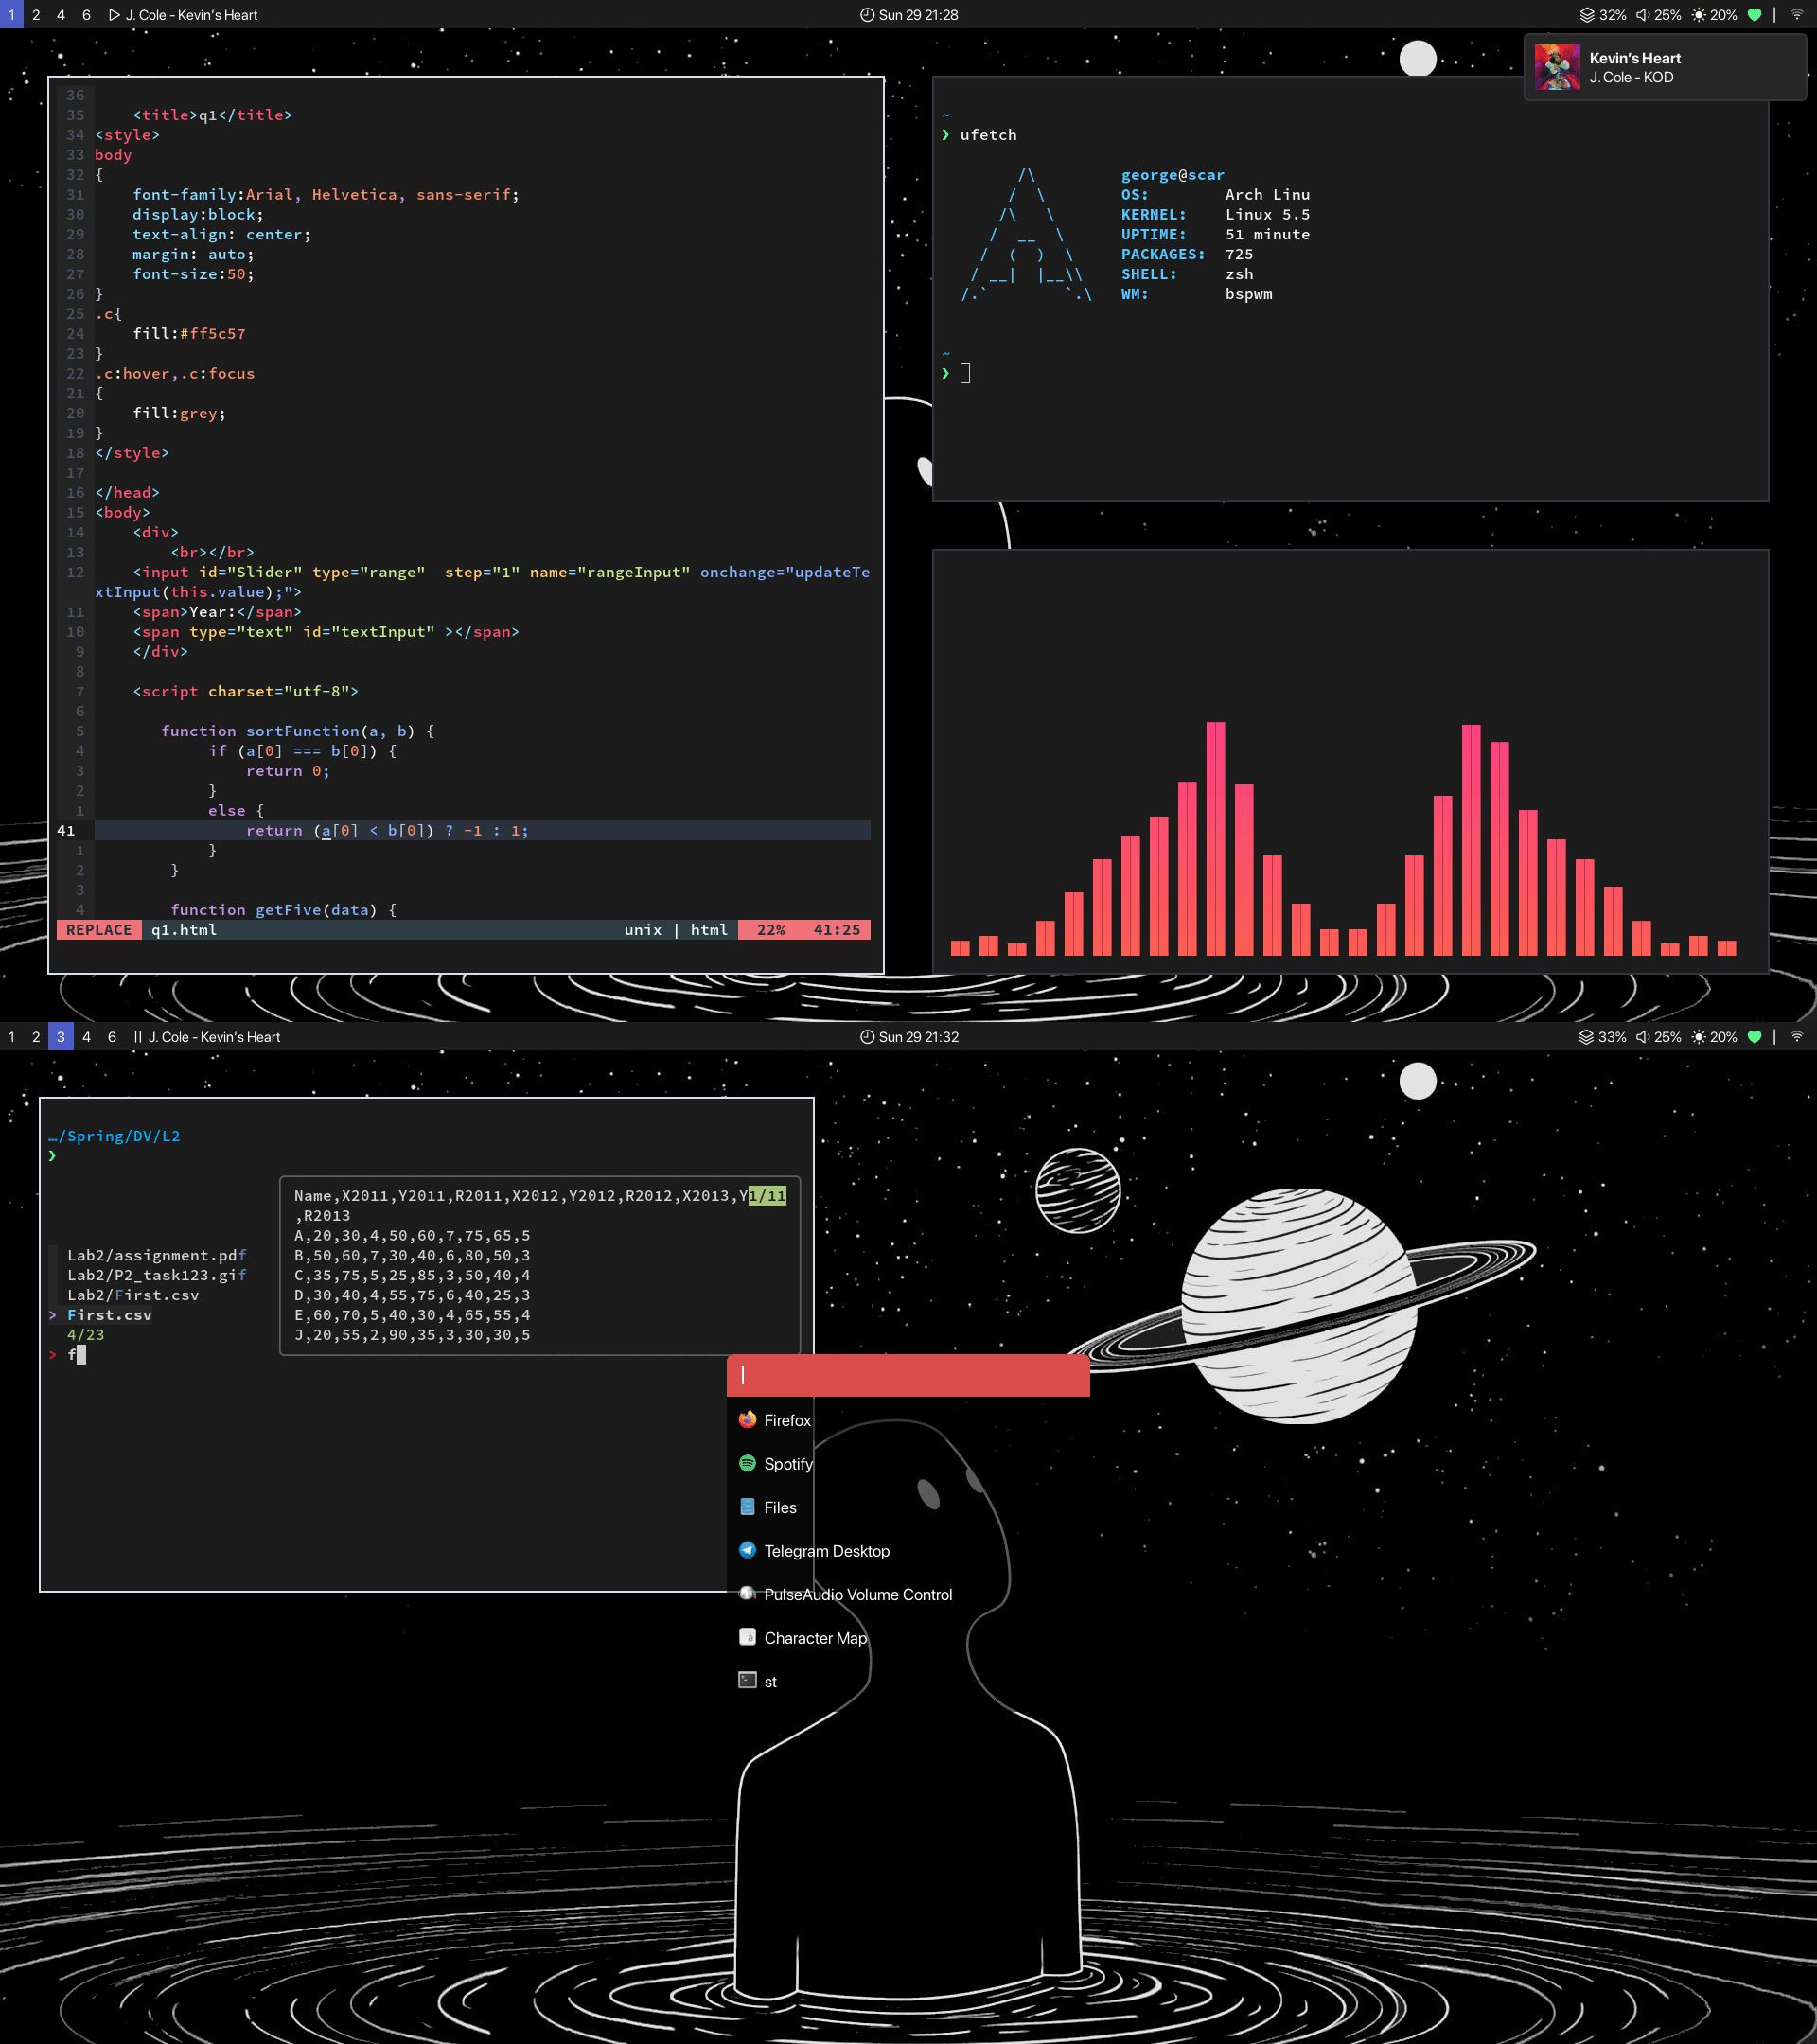 1 2 4 6 J. Cole - Kevin's Heart
Sun 29 21:28
32% 25% 20% |
Kevin's Heart
J. Cole - KOD
36
35 <title>q1</title>
34 <style>
33 body
32 {
31 font-family:Arial, Helvetica, sans-serif;
30 display:block;
29 text-align: center;
28 margin: auto;
27 font-size:50;
26 }
25 .c{
24 fill:#ff5c57
23 }
22 .c:hover,.c:focus
21 {
20 fill:grey;
19 }
18 </style>
17
16 </head>
15 <body>
14 <div>
13 <br></br>
12 <input id="Slider" type="range"  step="1" name="rangeInput" onchange="updateTe
xtInput(this.value);">
11 <span>Year:</span>
10 <span type="text" id="textInput" ></span>
9 </div>
8
7 <script charset="utf-8">
6
5 function sortFunction(a, b) {
4 if (a[0] === b[0]) {
3 return 0;
2 }
1 else {
41 return (a[0] < b[0]) ? -1 : 1;
1 }
2 }
3
4 function getFive(data) {
REPLACE q1.html unix | html 22% 41:25
~
❯ ufetch
/\
/  \
/\   \
/  __  \
/  (  )  \
/ __|  |__\\
/.`        `.\
george@scar
OS: Arch Linu
KERNEL: Linux 5.5
UPTIME: 51 minute
PACKAGES: 725
SHELL: zsh
WM: bspwm
~
❯
1 2 3 4 6 J. Cole - Kevin's Heart
Sun 29 21:32
33% 25% 20% |
…/Spring/DV/L2
❯
Name,X2011,Y2011,R2011,X2012,Y2012,R2012,X2013,Y1/11
,R2013
A,20,30,4,50,60,7,75,65,5
B,50,60,7,30,40,6,80,50,3
C,35,75,5,25,85,3,50,40,4
D,30,40,4,55,75,6,40,25,3
E,60,70,5,40,30,4,65,55,4
J,20,55,2,90,35,3,30,30,5
Lab2/assignment.pdf
Lab2/P2_task123.gif
Lab2/First.csv
> First.csv
4/23
> f
Firefox
Spotify
Files
Telegram Desktop
PulseAudio Volume Control
Character Map
st